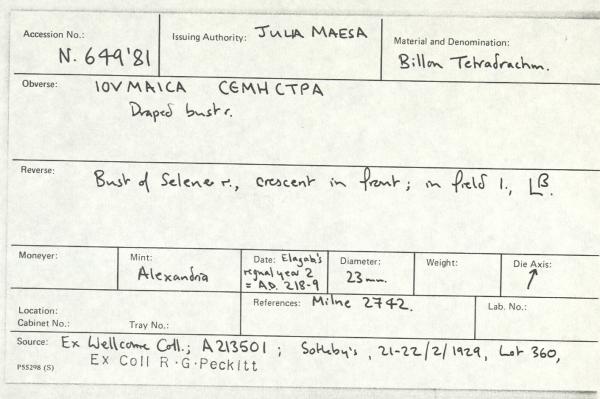 Accession No.:
N. 649'81
Issuing Authority: JULIA MAESA
Material and Denomination:
Billon Tetradrachm.
Obverse: IOVMAICA CEMHCTPA
Draped bust r.
Reverse: Bust of Selene r., crescent in front; in field l., LB.
Moneyer:
Mint:
Alexandria
Date: Elagab's
regnal year 2
= A.D. 218-9
Diameter:
23mm.
Weight:
Die Axis:
↗
Location:
Cabinet No.: Tray No.:
References: Milne 2742.
Lab. No.:
Source: Ex Wellcome Coll.; A213501; Sotheby's, 21-22/2/1929, Lot 360,
Ex Coll R.G.Peckitt
P55298 (S)